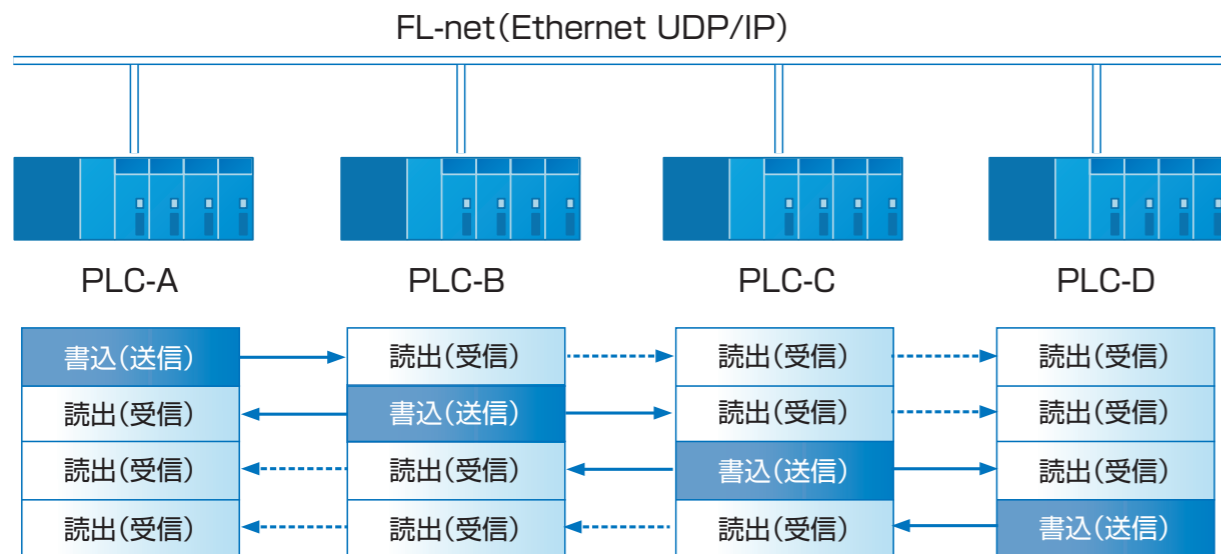 FL-net(Ethernet UDP/IP)
PLC-A PLC-B PLC-C PLC-D
書込(送信) 読出(受信) 読出(受信) 読出(受信)
読出(受信) 書込(送信) 読出(受信) 読出(受信)
読出(受信) 読出(受信) 書込(送信) 読出(受信)
読出(受信) 読出(受信) 読出(受信) 書込(送信)